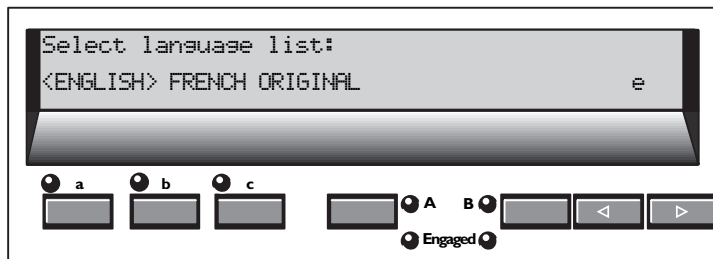 Select language list:
<ENGLISH> FRENCH ORIGINAL e
a b c
A B
Engaged